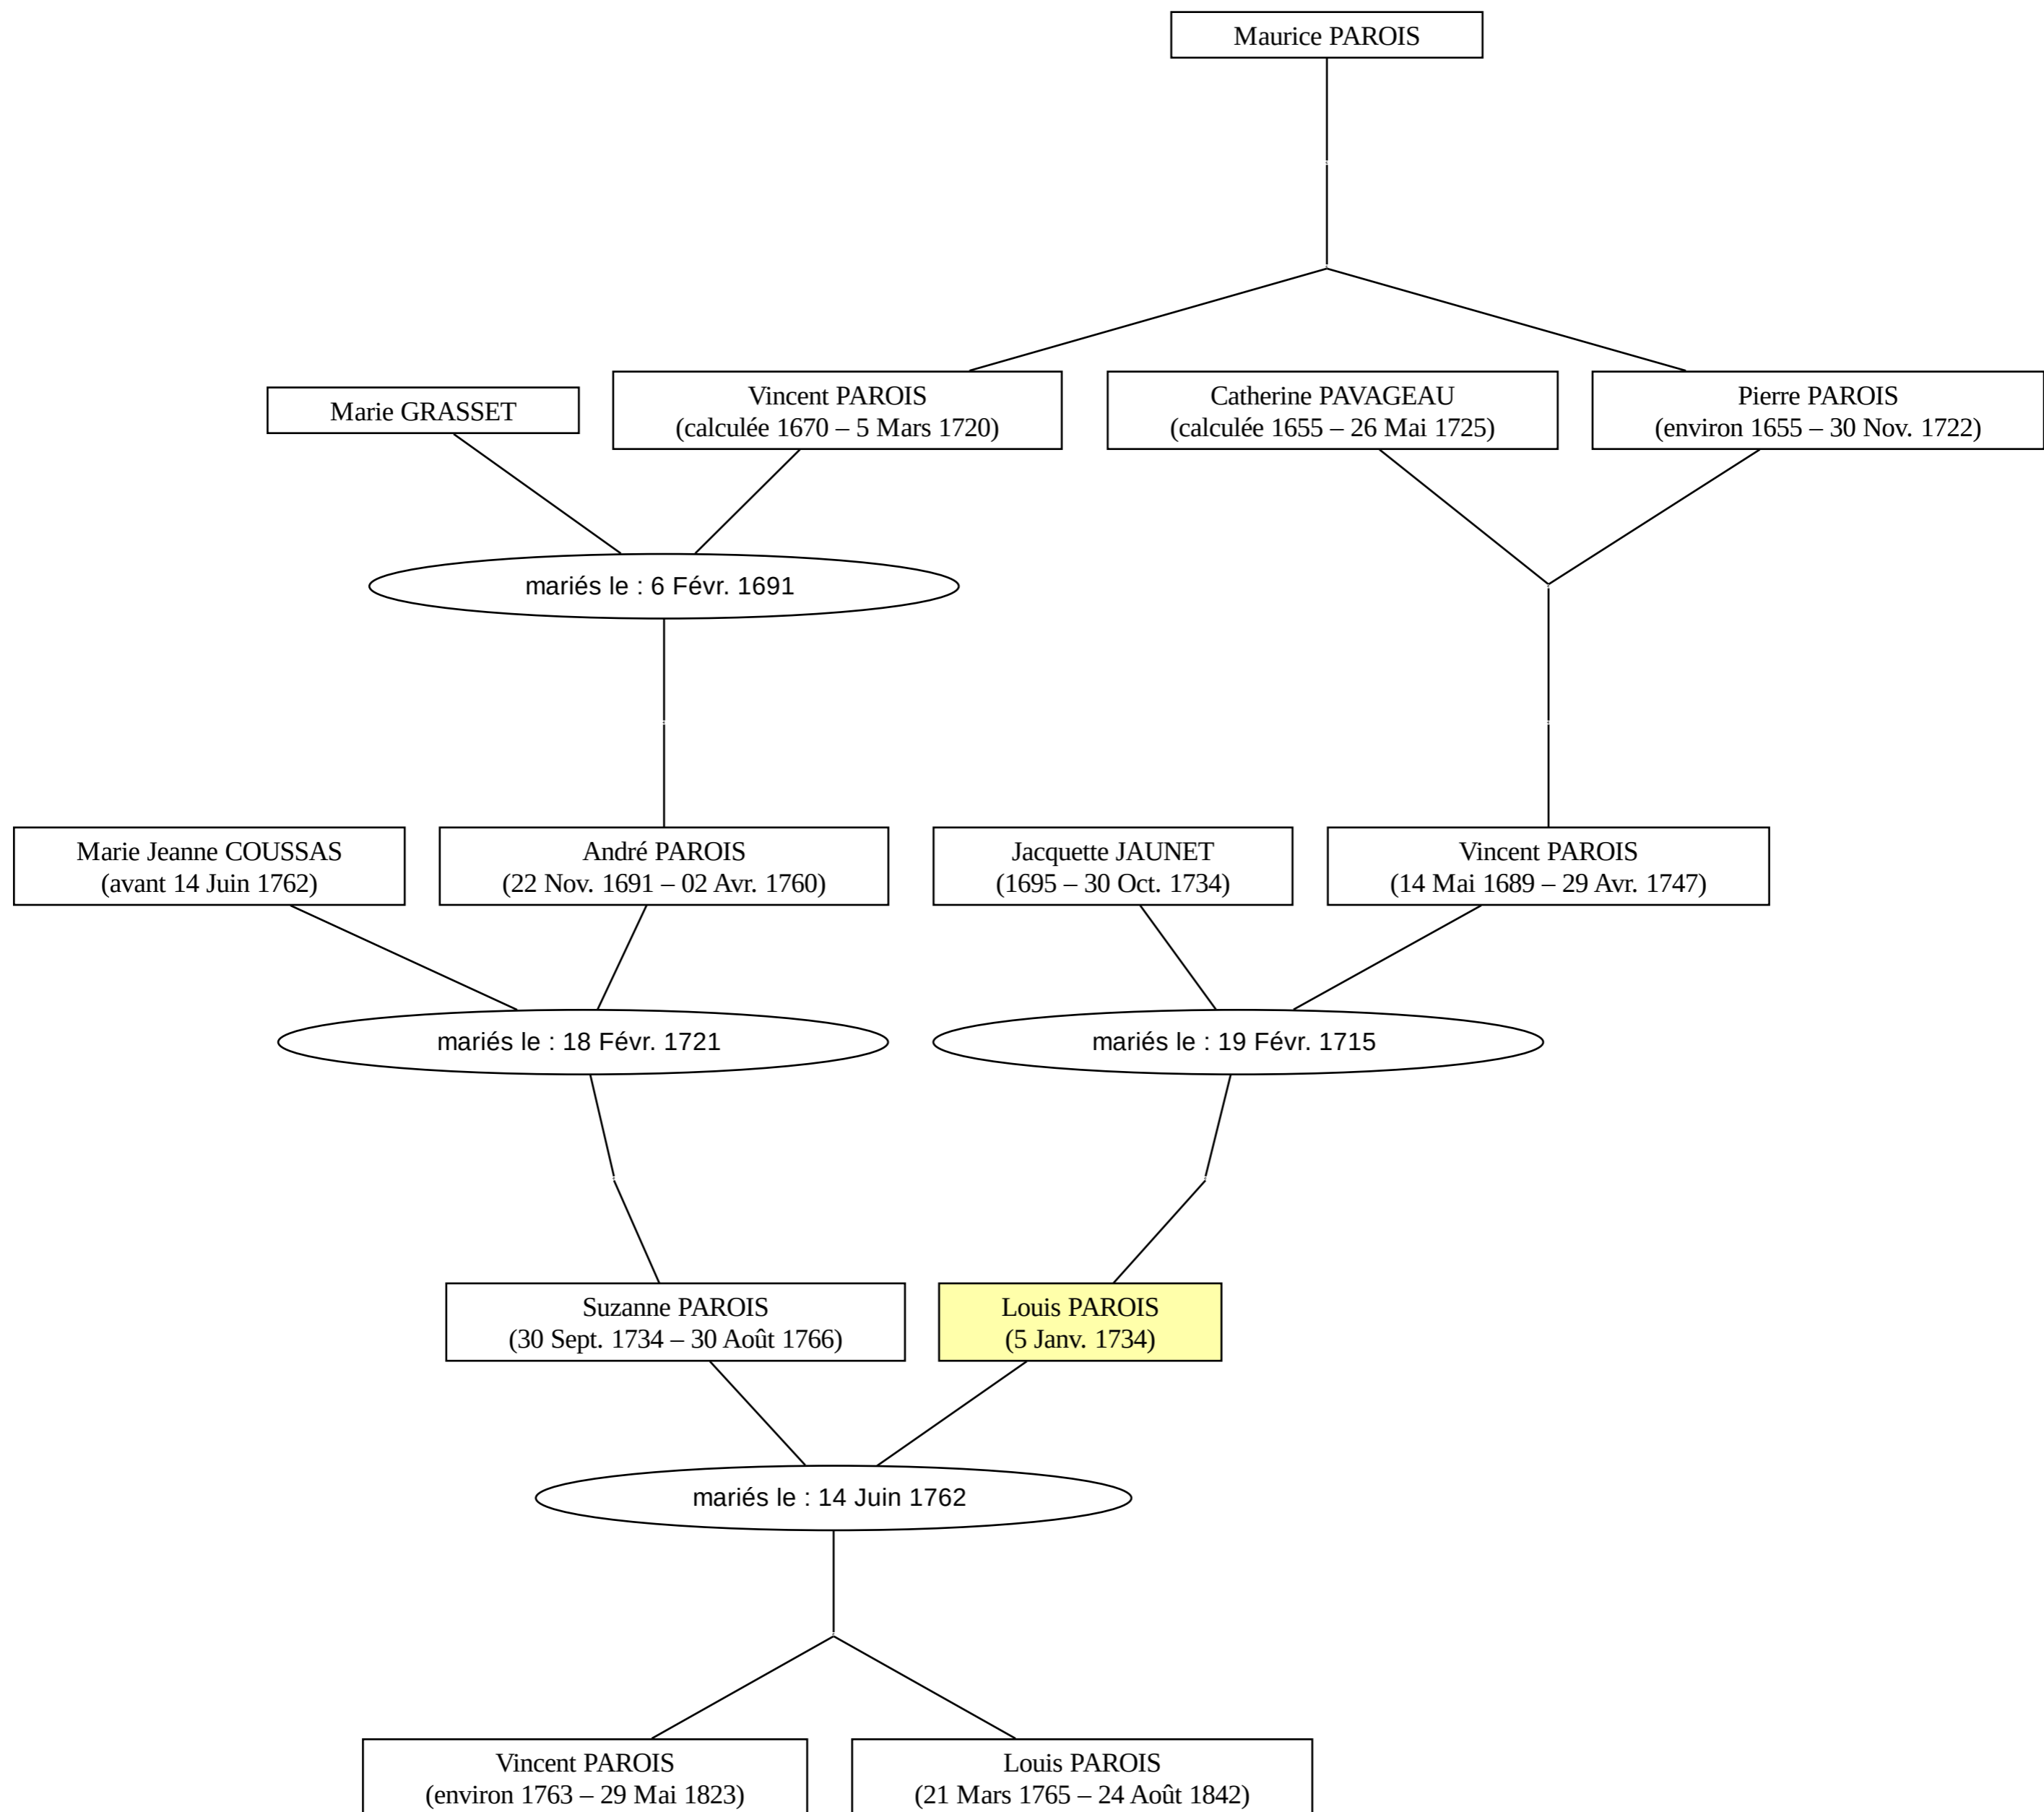 Maurice PAROIS
Marie GRASSET
Vincent PAROIS
(calculée 1670 – 5 Mars 1720)
Catherine PAVAGEAU
(calculée 1655 – 26 Mai 1725)
Pierre PAROIS
(environ 1655 – 30 Nov. 1722)
mariés le : 6 Févr. 1691
Marie Jeanne COUSSAS
(avant 14 Juin 1762)
André PAROIS
(22 Nov. 1691 – 02 Avr. 1760)
Jacquette JAUNET
(1695 – 30 Oct. 1734)
Vincent PAROIS
(14 Mai 1689 – 29 Avr. 1747)
mariés le : 18 Févr. 1721
mariés le : 19 Févr. 1715
Suzanne PAROIS
(30 Sept. 1734 – 30 Août 1766)
Louis PAROIS
(5 Janv. 1734)
mariés le : 14 Juin 1762
Vincent PAROIS
(environ 1763 – 29 Mai 1823)
Louis PAROIS
(21 Mars 1765 – 24 Août 1842)